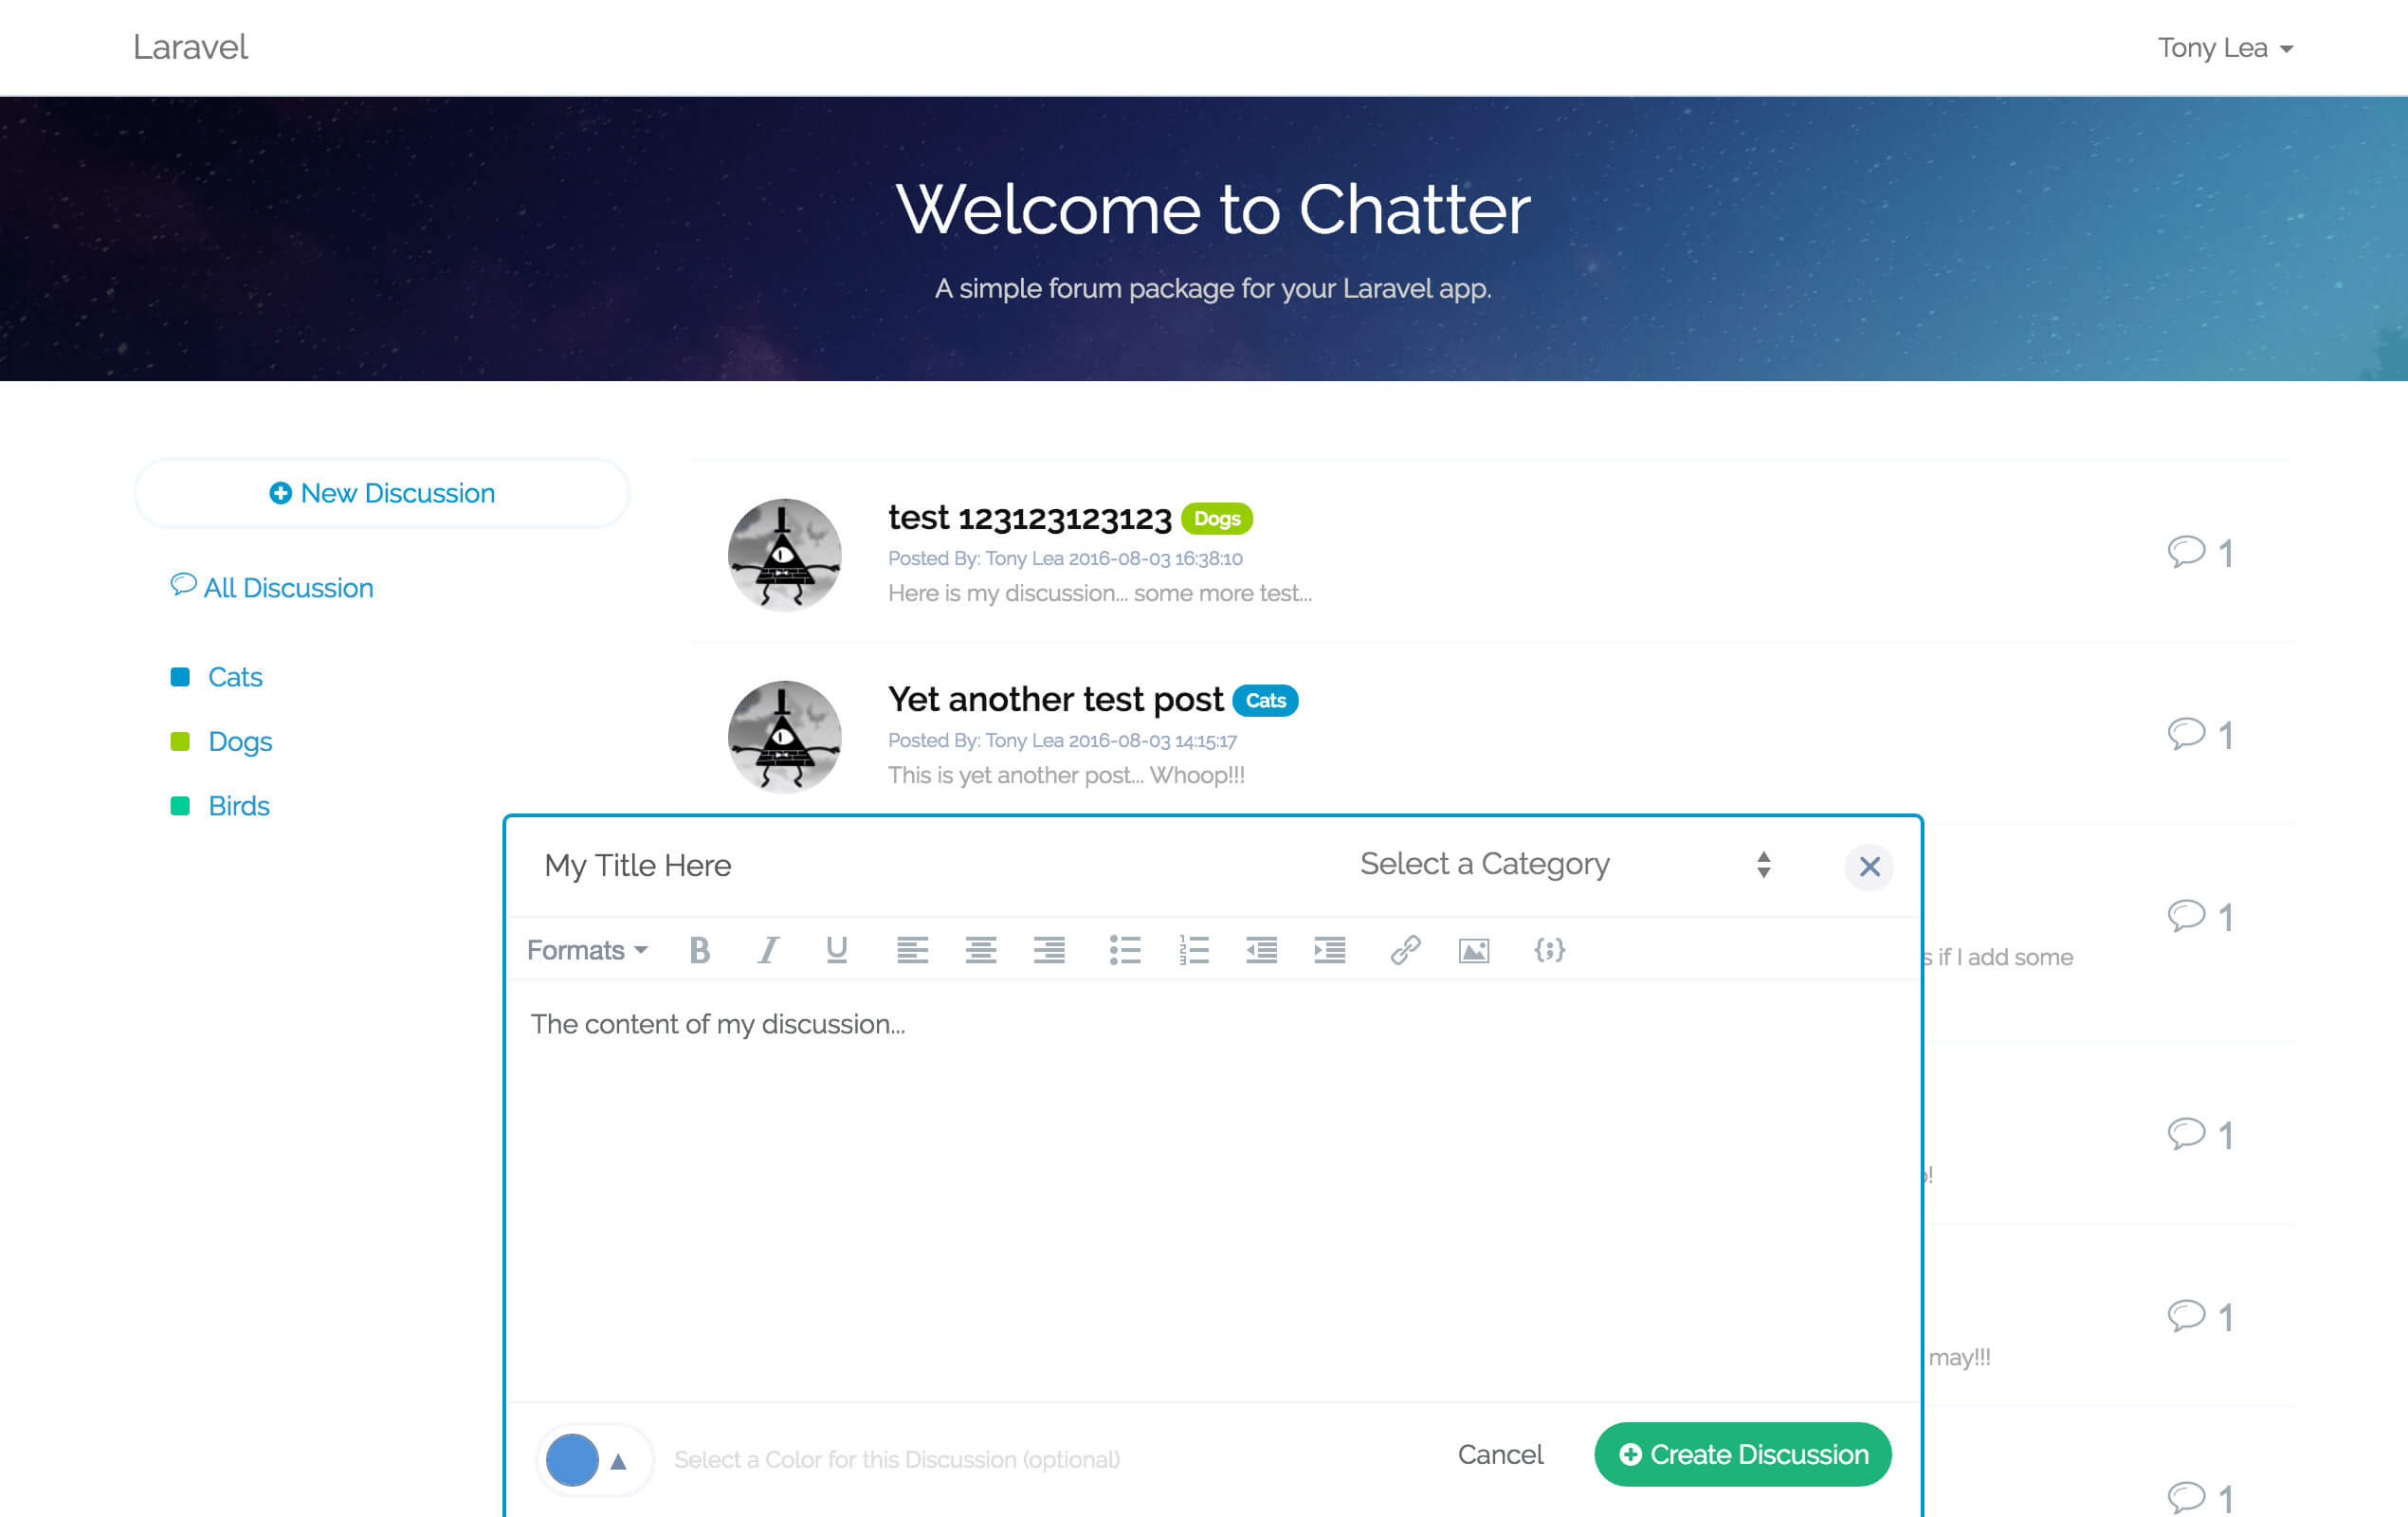 Laravel
Tony Lea
Welcome to Chatter
A simple forum package for your Laravel app.
New Discussion
All Discussion
Cats
Dogs
Birds
test 123123123123 Dogs
Posted By: Tony Lea 2016-08-03 16:38:10
Here is my discussion... some more test...
1
Yet another test post Cats
Posted By: Tony Lea 2016-08-03 14:15:17
This is yet another post... Whoop!!!
1
My Title Here
Select a Category
Formats B I U
The content of my discussion...
Select a Color for this Discussion (optional)
Cancel
Create Discussion
1
if I add some
1
1
may!!!
1